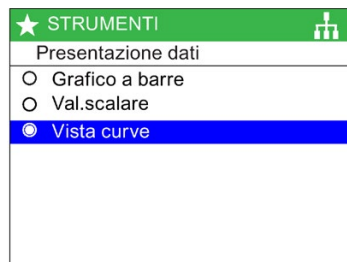 STRUMENTI
Presentazione dati
Grafico a barre
Val.scalare
Vista curve